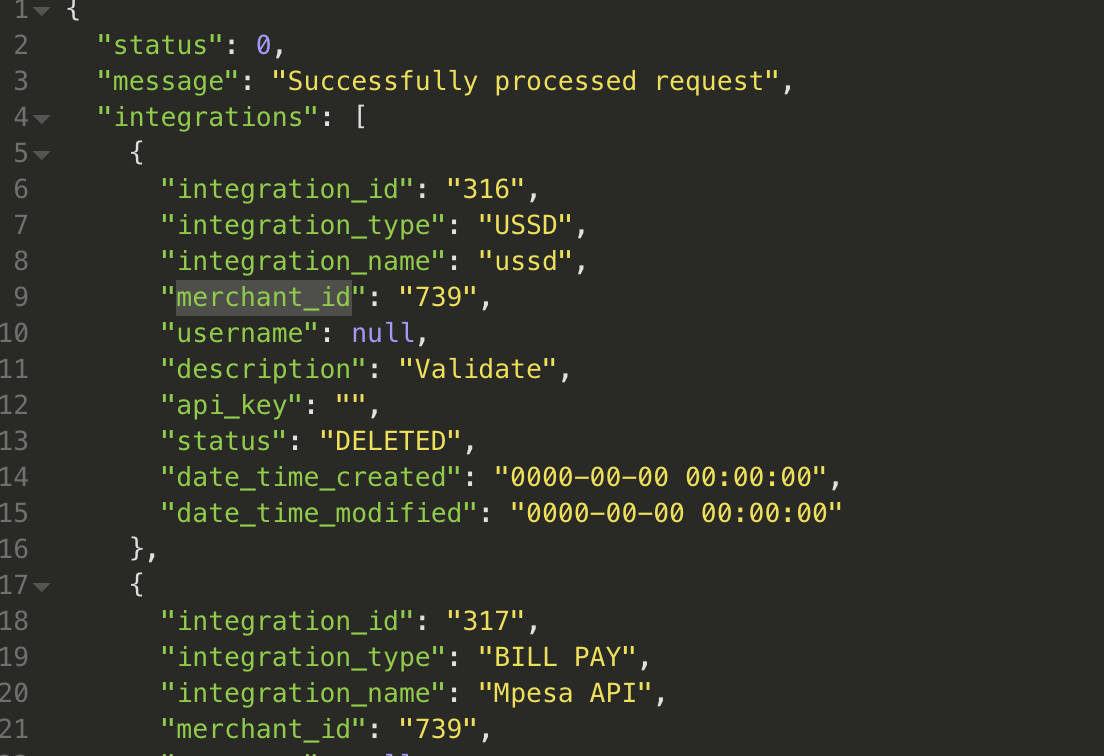 1 {
2 "status": 0,
3 "message": "Successfully processed request",
4 "integrations": [
5 {
6 "integration_id": "316",
7 "integration_type": "USSD",
8 "integration_name": "ussd",
9 "merchant_id": "739",
10 "username": null,
11 "description": "Validate",
12 "api_key": "",
13 "status": "DELETED",
14 "date_time_created": "0000-00-00 00:00:00",
15 "date_time_modified": "0000-00-00 00:00:00"
16 },
17 {
18 "integration_id": "317",
19 "integration_type": "BILL PAY",
20 "integration_name": "Mpesa API",
21 "merchant_id": "739",